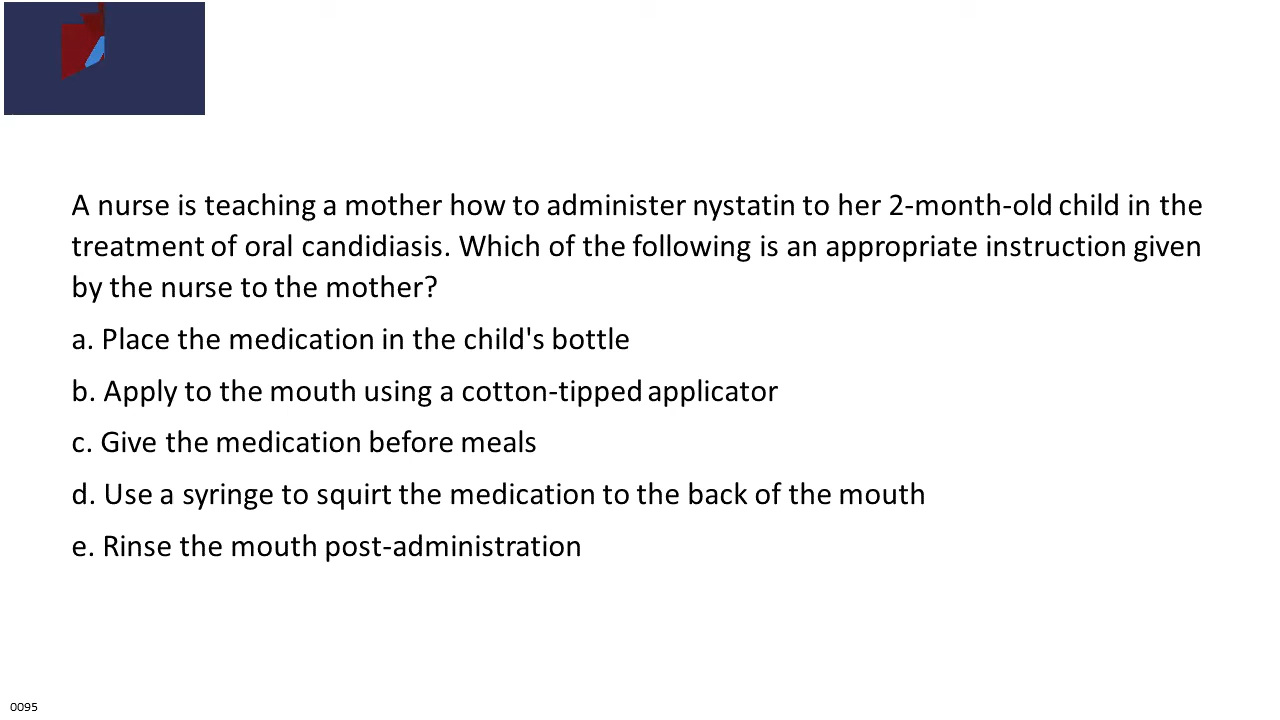 A nurse is teaching a mother how to administer nystatin to her 2-month-old child in the
treatment of oral candidiasis. Which of the following is an appropriate instruction given
by the nurse to the mother?
a. Place the medication in the child's bottle
b. Apply to the mouth using a cotton-tipped applicator
c. Give the medication before meals
d. Use a syringe to squirt the medication to the back of the mouth
e. Rinse the mouth post-administration
0095